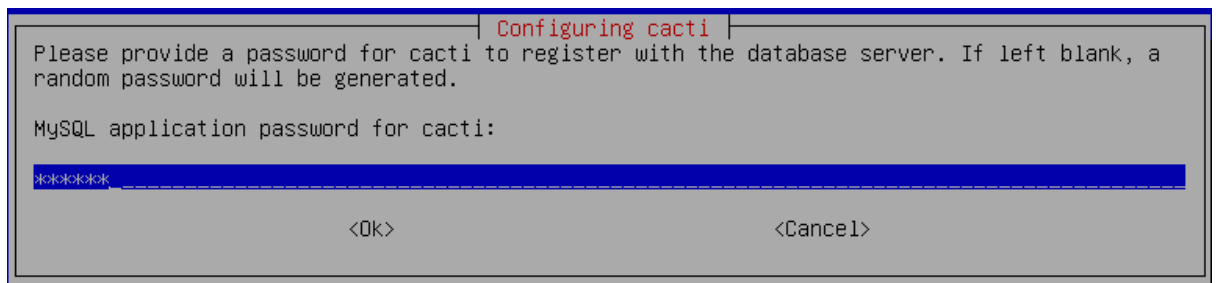 Configuring cacti
Please provide a password for cacti to register with the database server. If left blank, a
random password will be generated.
MySQL application password for cacti:
******
<Ok> <Cancel>